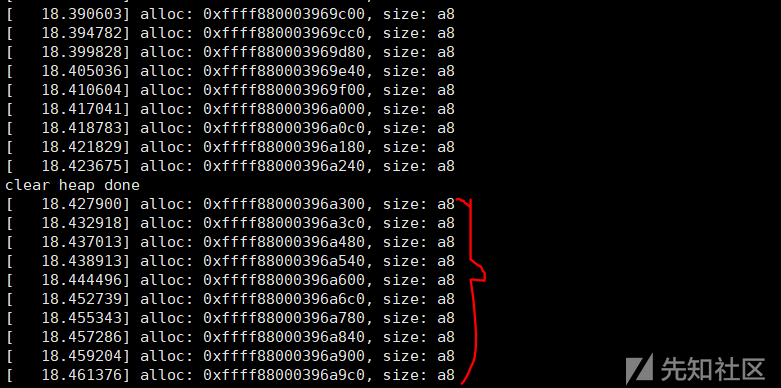 [   18.390603] alloc: 0xffff880003969c00, size: a8
[   18.394782] alloc: 0xffff880003969cc0, size: a8
[   18.399828] alloc: 0xffff880003969d80, size: a8
[   18.405036] alloc: 0xffff880003969e40, size: a8
[   18.410604] alloc: 0xffff880003969f00, size: a8
[   18.417041] alloc: 0xffff88000396a000, size: a8
[   18.418783] alloc: 0xffff88000396a0c0, size: a8
[   18.421829] alloc: 0xffff88000396a180, size: a8
[   18.423675] alloc: 0xffff88000396a240, size: a8
clear heap done
[   18.427900] alloc: 0xffff88000396a300, size: a8
[   18.432918] alloc: 0xffff88000396a3c0, size: a8
[   18.437013] alloc: 0xffff88000396a480, size: a8
[   18.438913] alloc: 0xffff88000396a540, size: a8
[   18.444496] alloc: 0xffff88000396a600, size: a8
[   18.452739] alloc: 0xffff88000396a6c0, size: a8
[   18.455343] alloc: 0xffff88000396a780, size: a8
[   18.457286] alloc: 0xffff88000396a840, size: a8
[   18.459204] alloc: 0xffff88000396a900, size: a8
[   18.461376] alloc: 0xffff88000396a9c0, size: a8
先知社区